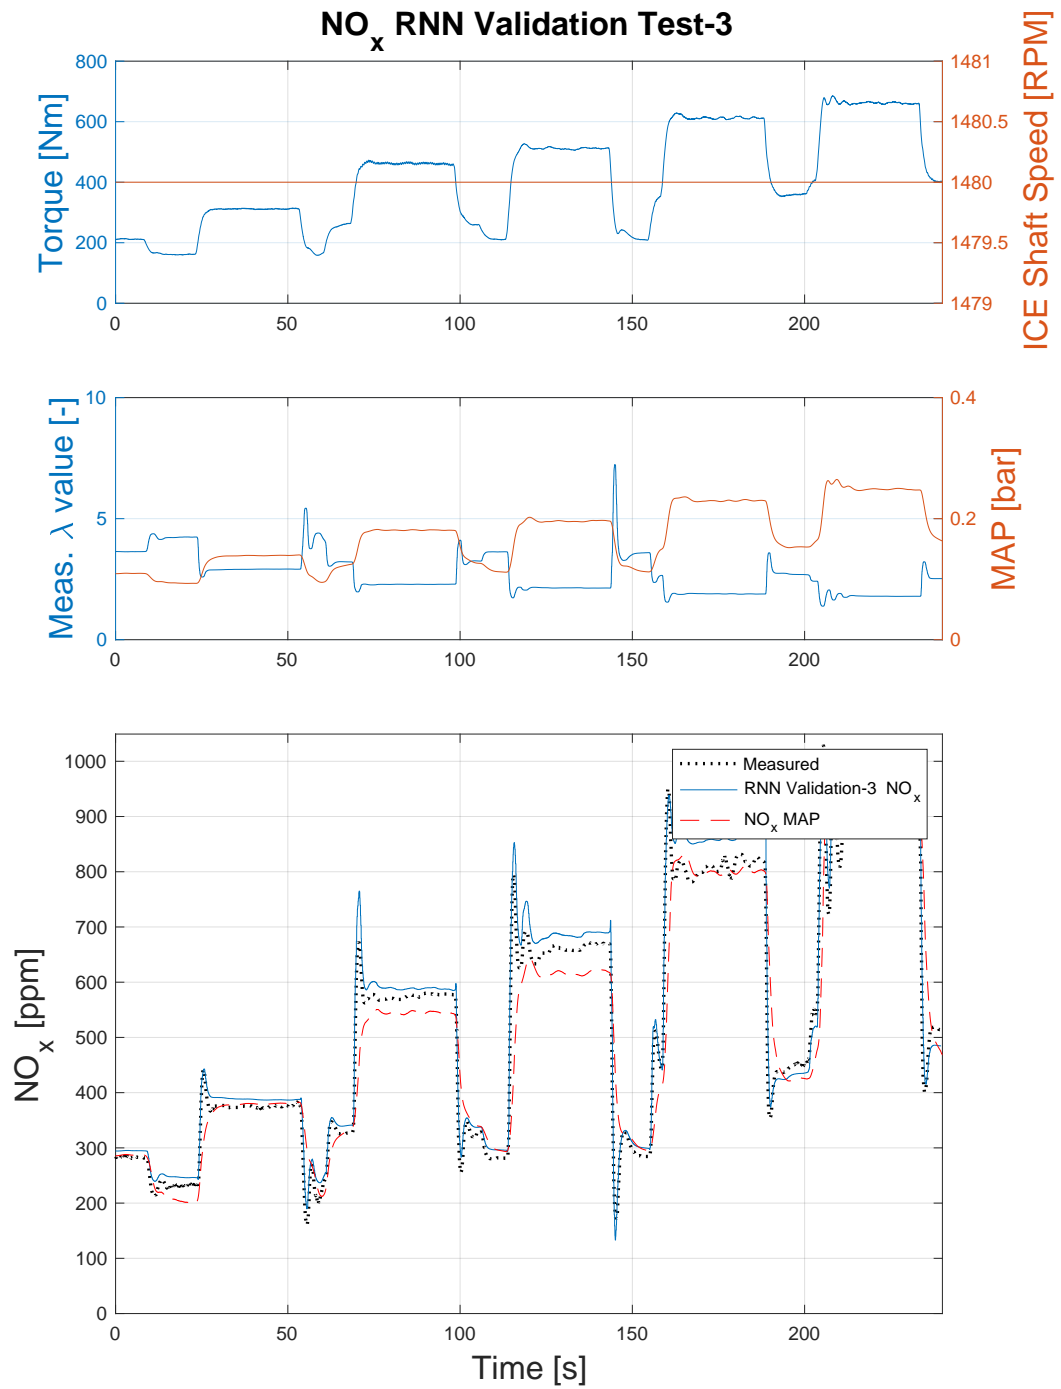 NOx RNN Validation Test-3
Torque [Nm]
ICE Shaft Speed [RPM]
800
600
400
200
0
1481
1480.5
1480
1479.5
1479
0 50 100 150 200
Meas. λ value [-]
MAP [bar]
10
5
0
0.4
0.2
0
0 50 100 150 200
NOx [ppm]
1000
900
800
700
600
500
400
300
200
100
0
Measured
RNN Validation-3 NOx
NOx MAP
0 50 100 150 200
Time [s]